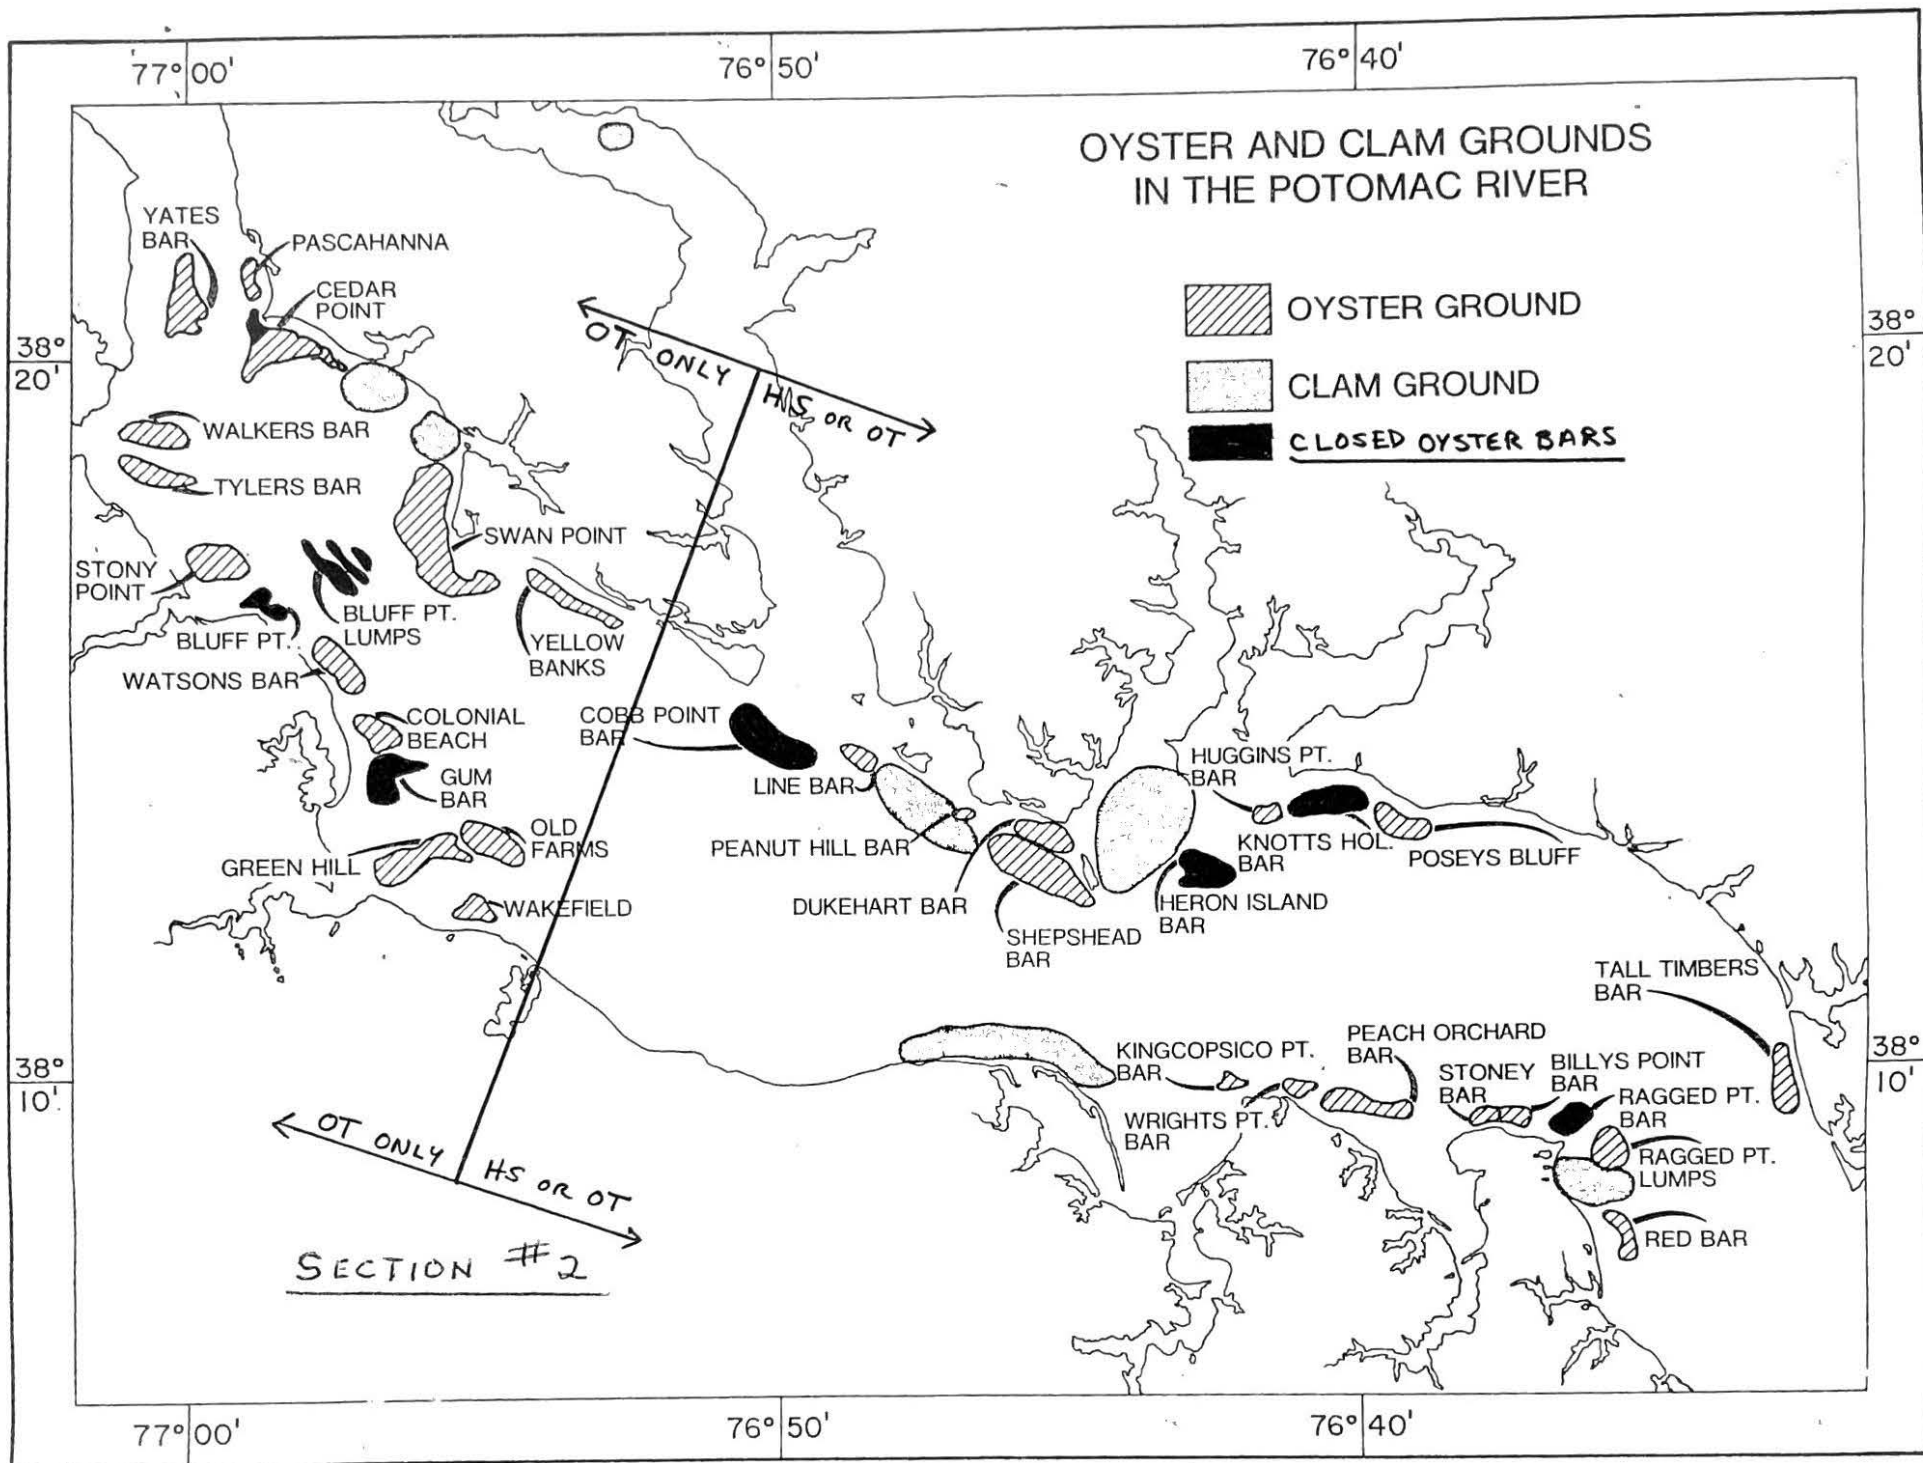 77°00'
76°50'
76°40'
OYSTER AND CLAM GROUNDS
IN THE POTOMAC RIVER
OYSTER GROUND
CLAM GROUND
CLOSED OYSTER BARS
38°
20'
38°
20'
YATES
BAR
PASCAHANNA
CEDAR
POINT
OT ONLY
HS OR OT
WALKERS BAR
TYLERS BAR
SWAN POINT
STONY
POINT
BLUFF PT.
LUMPS
BLUFF PT.
YELLOW
BANKS
WATSONS BAR
COLONIAL
BEACH
COBB POINT
BAR
GUM
BAR
LINE BAR
HUGGINS PT.
BAR
OLD
FARMS
GREEN HILL
PEANUT HILL BAR
KNOTTS HOL.
BAR
POSEYS BLUFF
WAKEFIELD
DUKEHART BAR
HERON ISLAND
BAR
SHEPSHEAD
BAR
TALL TIMBERS
BAR
KINGCOPSICO PT.
BAR
PEACH ORCHARD
BAR
STONEY
BAR
BILLYS POINT
BAR
RAGGED PT.
BAR
WRIGHTS PT.
BAR
RAGGED PT.
LUMPS
RED BAR
38°
10'
38°
10'
OT ONLY
HS OR OT
SECTION #2
77°00'
76°50'
76°40'